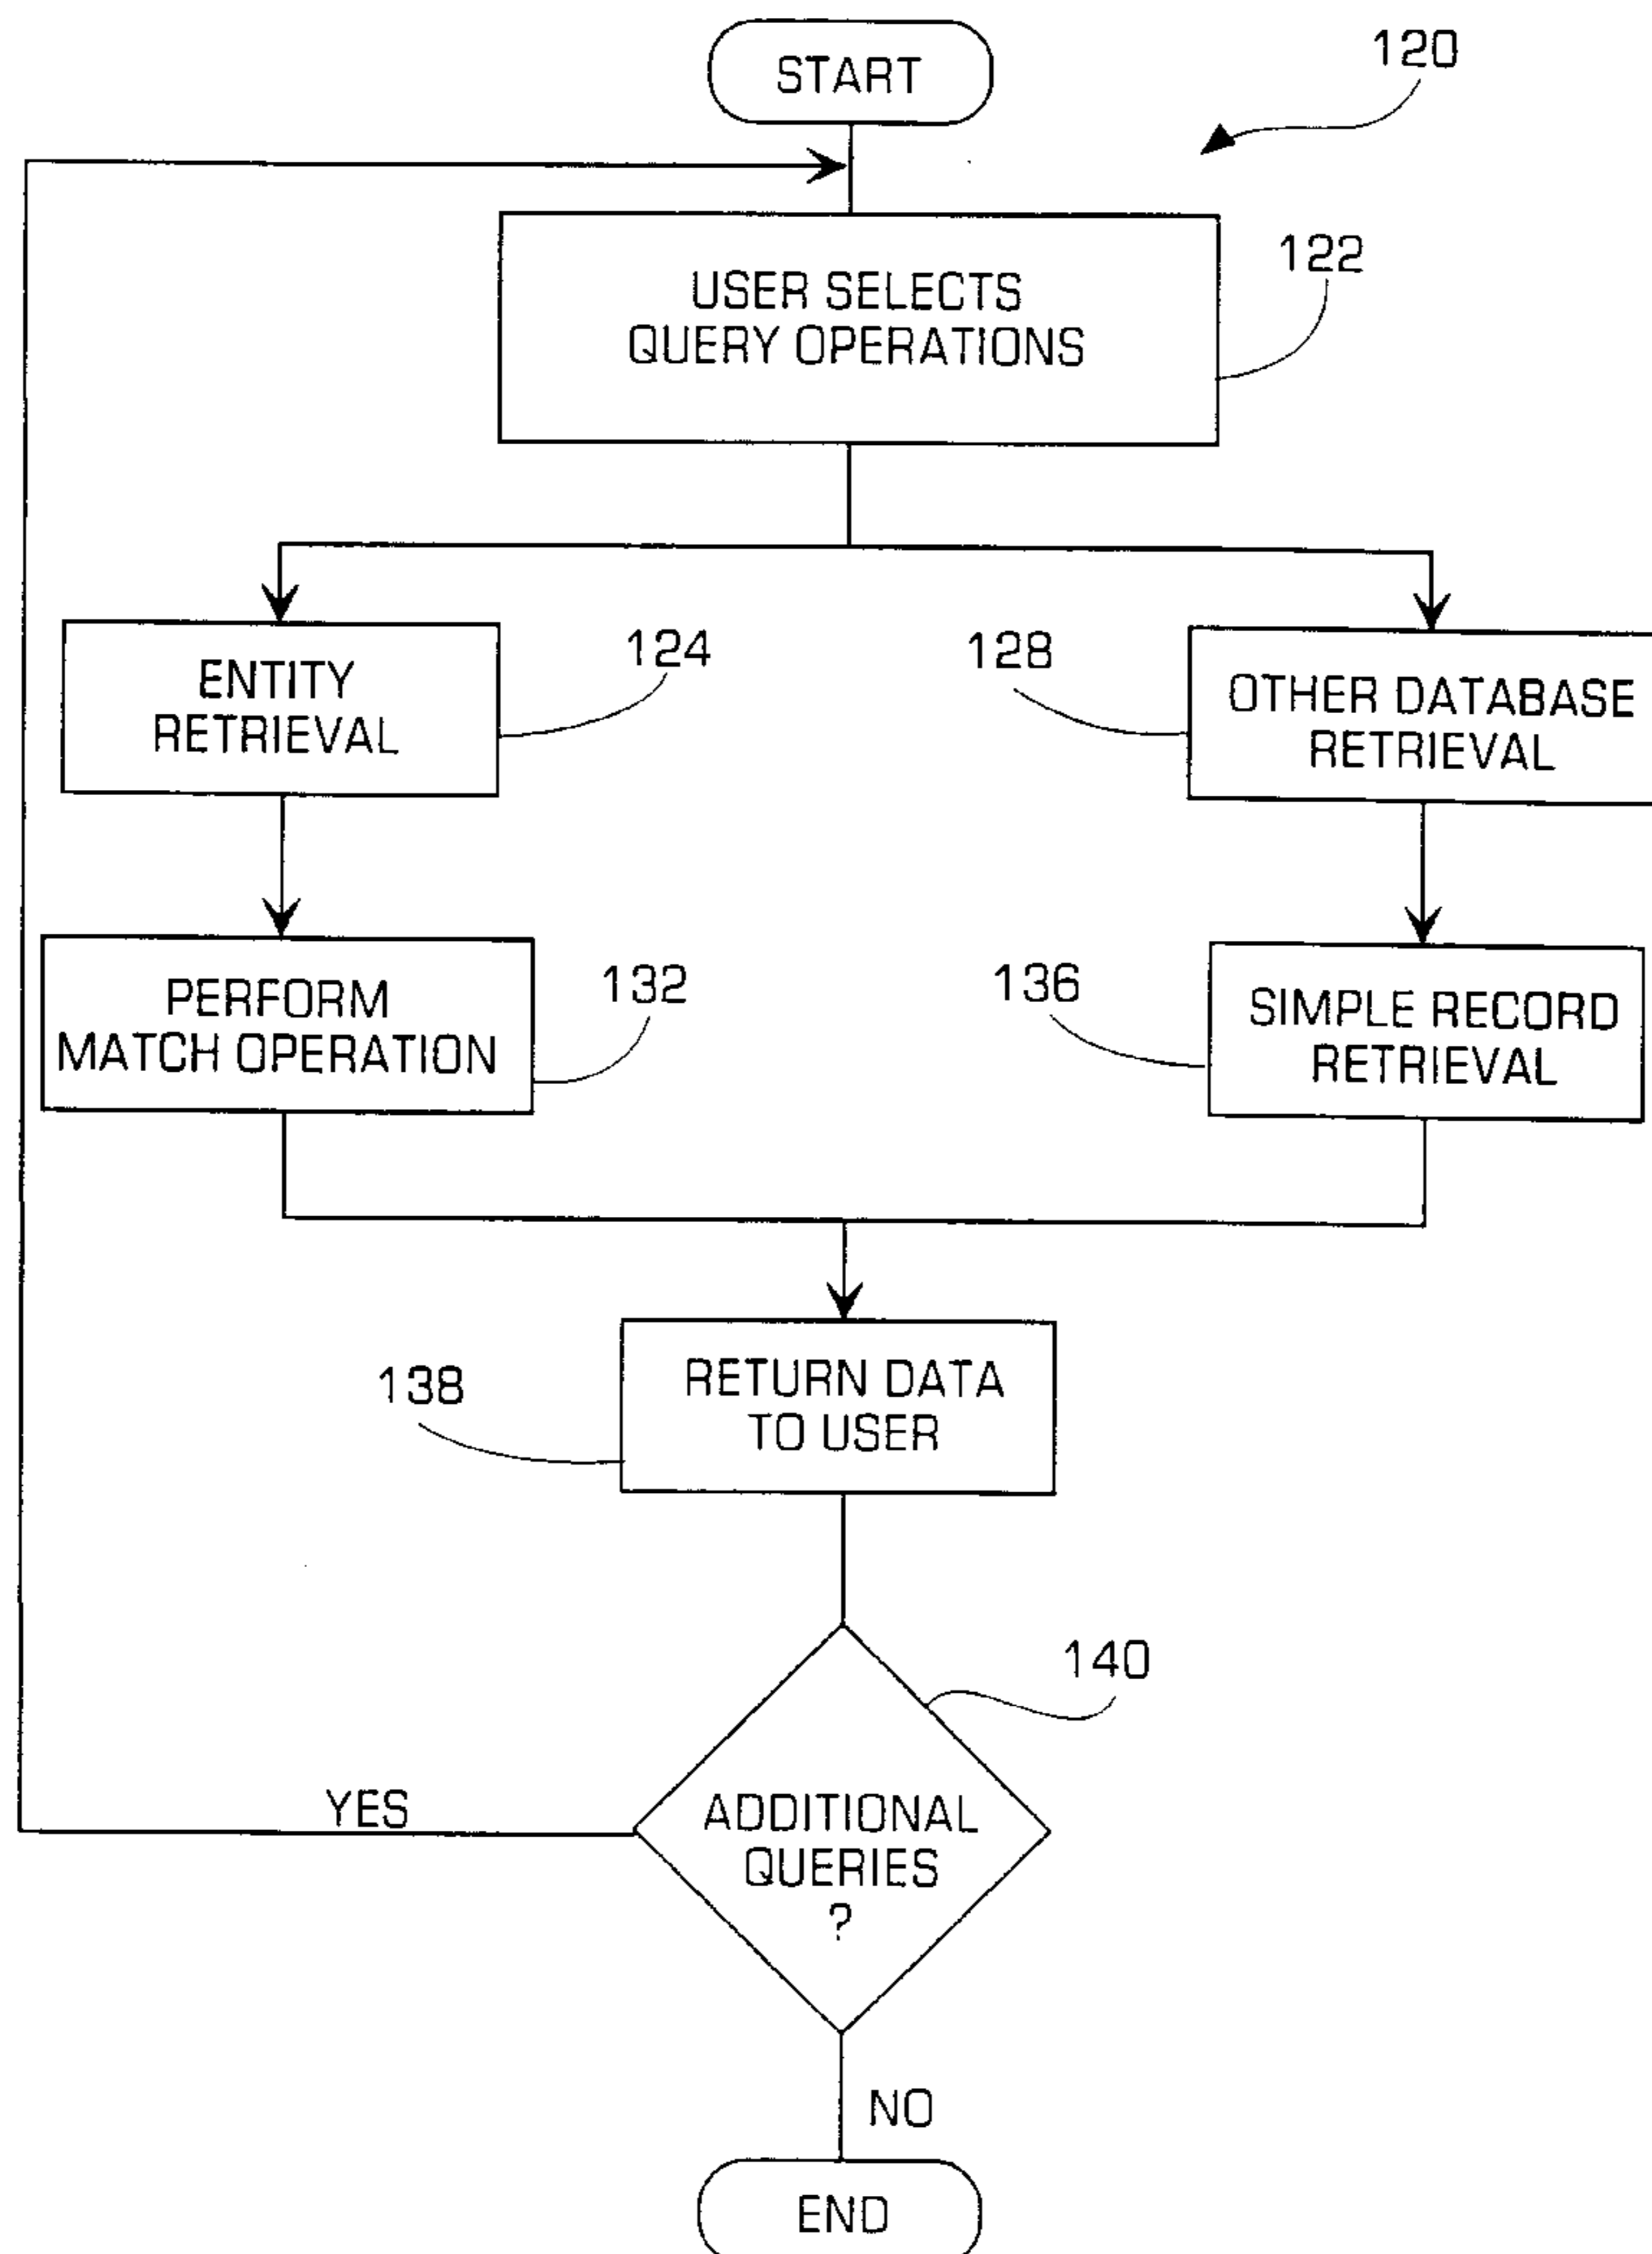 START
120
USER SELECTS
QUERY OPERATIONS
122
ENTITY
RETRIEVAL
124
128
OTHER DATABASE
RETRIEVAL
PERFORM
MATCH OPERATION
132
136
SIMPLE RECORD
RETRIEVAL
138
RETURN DATA
TO USER
140
YES
ADDITIONAL
QUERIES
?
NO
END